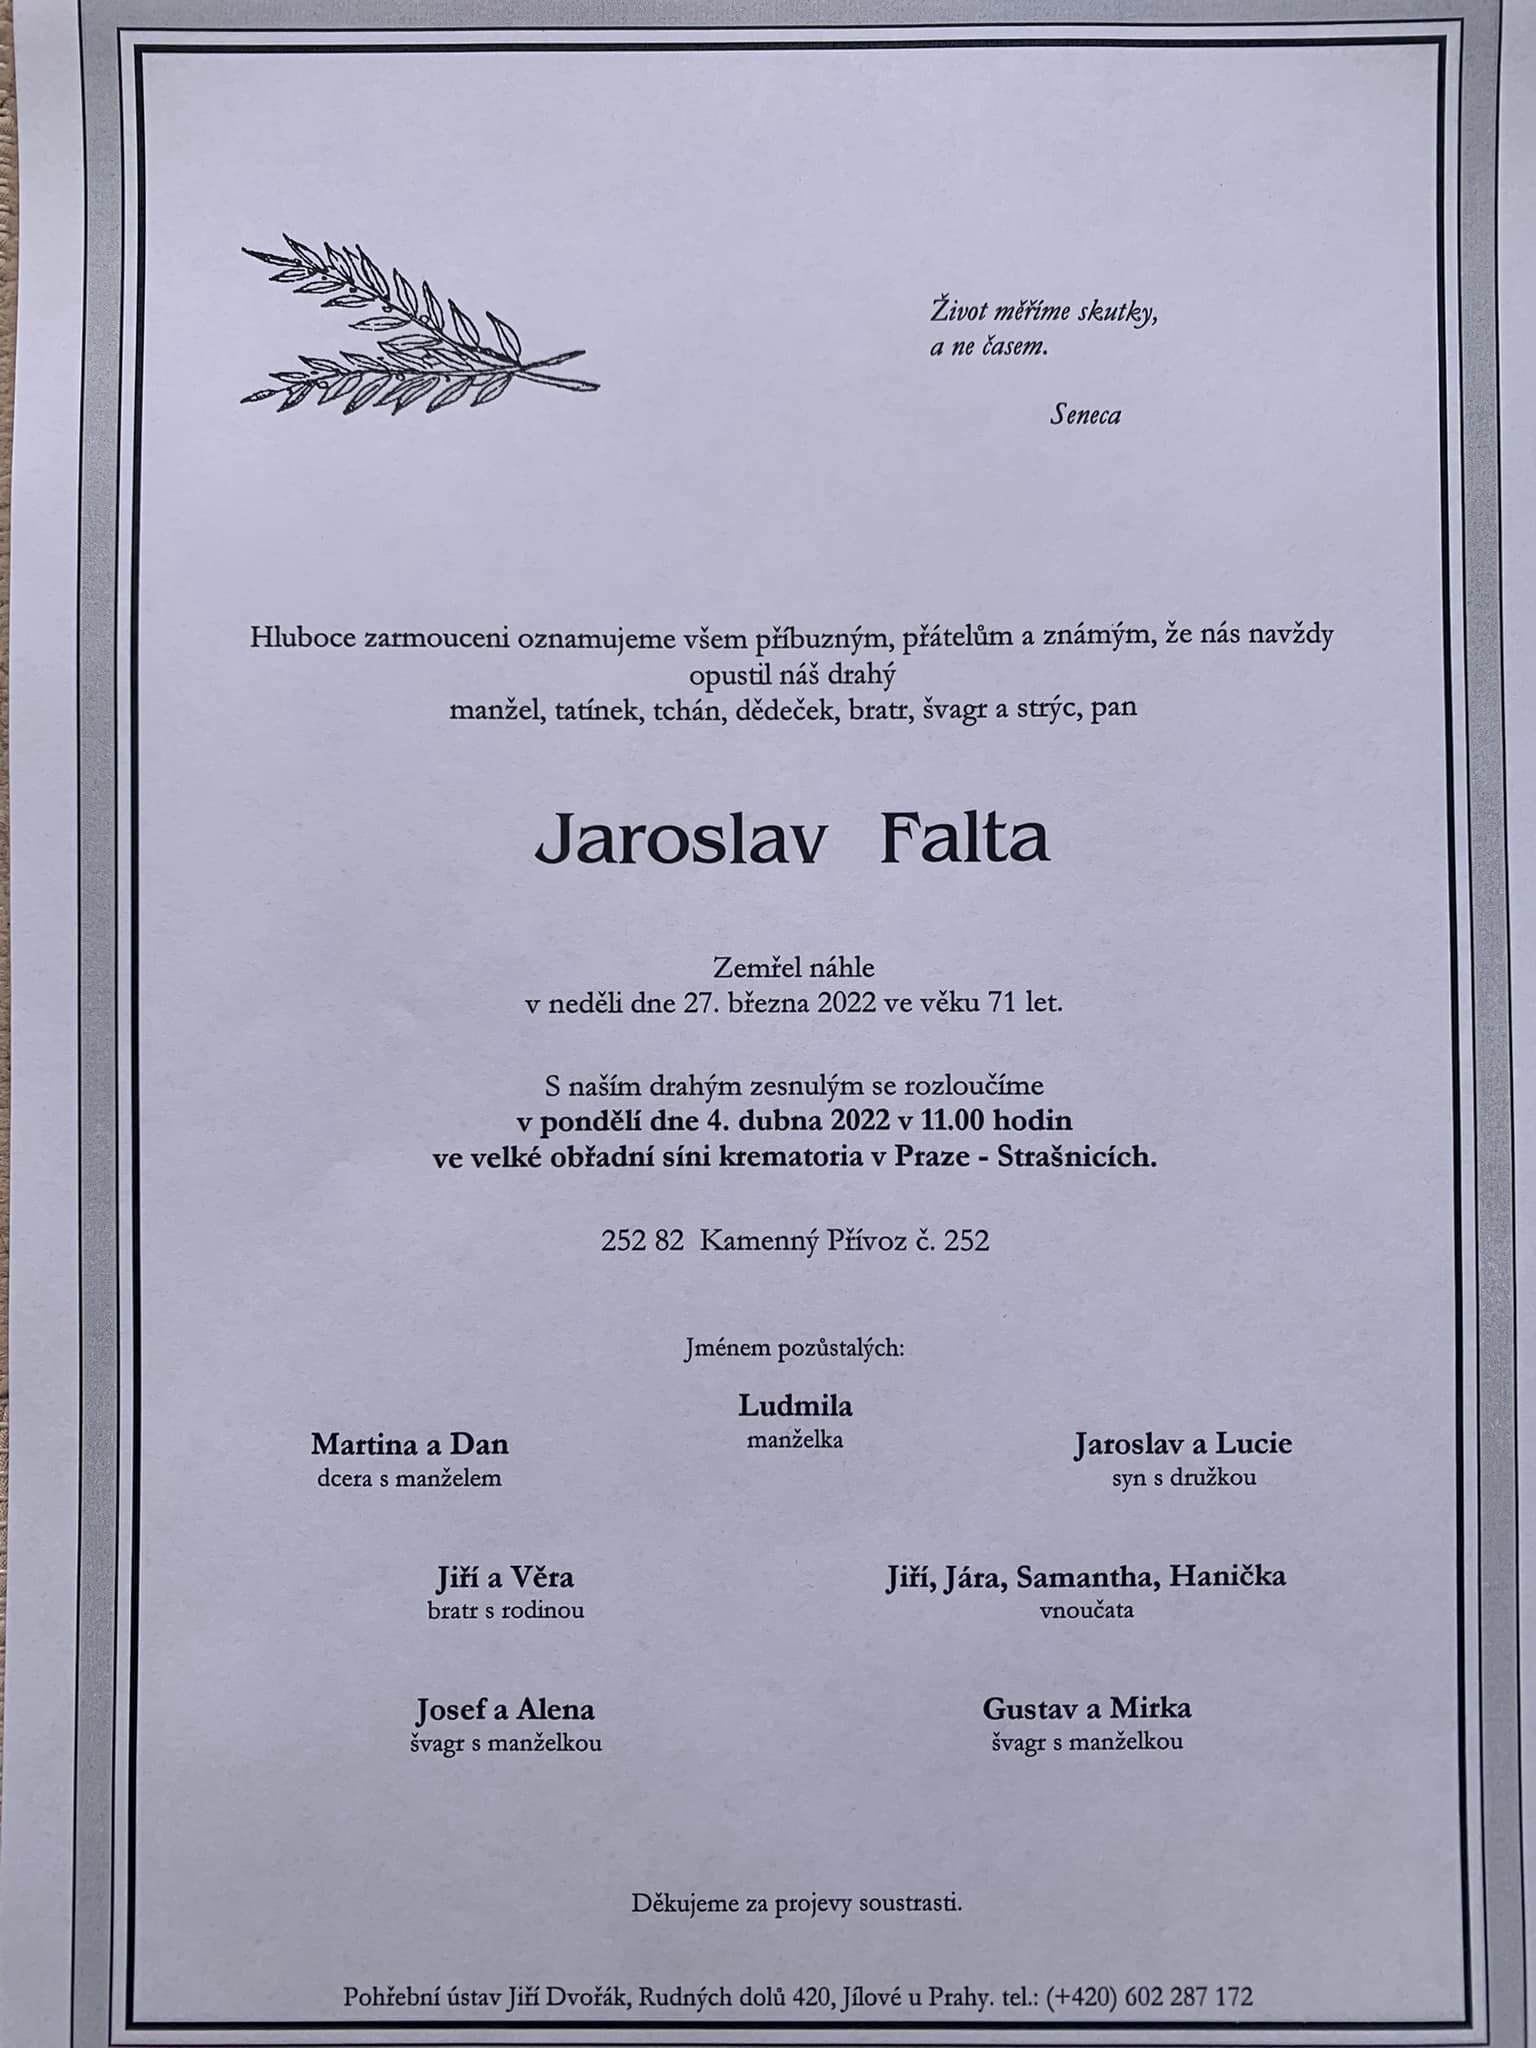 Život měříme skutky,
a ne časem.
Seneca
Hluboce zarmouceni oznamujeme všem příbuzným, přátelům a známým, že nás navždy
opustil náš drahý
manžel, tatínek, tchán, dědeček, bratr, švagr a strýc, pan
Jaroslav Falta
Zemřel náhle
v neděli dne 27. března 2022 ve věku 71 let.
S naším drahým zesnulým se rozloučíme
v pondělí dne 4. dubna 2022 v 11.00 hodin
ve velké obřadní síni krematoria v Praze - Strašnicích.
252 82 Kamenný Přívoz č. 252
Jménem pozůstalých:
Ludmila
manželka
Martina a Dan
dcera s manželem
Jaroslav a Lucie
syn s družkou
Jiří a Věra
bratr s rodinou
Jiří, Jára, Samantha, Hanička
vnoučata
Josef a Alena
švagr s manželkou
Gustav a Mirka
švagr s manželkou
Děkujeme za projevy soustrasti.
Pohřební ústav Jiří Dvořák, Rudných dolů 420, Jílové u Prahy. tel.: (+420) 602 287 172